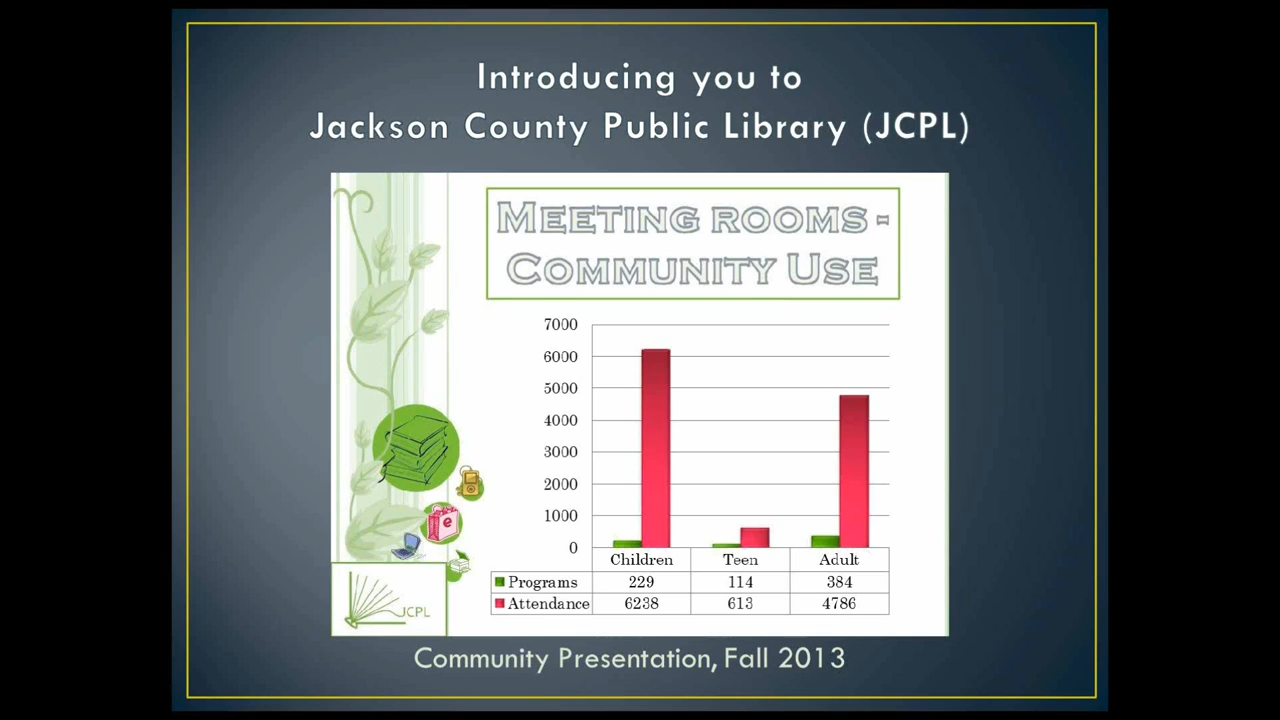 Introducing you to
Jackson County Public Library (JCPL)
MEETING ROOMS -
COMMUNITY USE
7000
6000
5000
4000
3000
2000
1000
0
Children Teen Adult
Programs 229 114 384
Attendance 6238 613 4786
e
JCPL
Community Presentation, Fall 2013